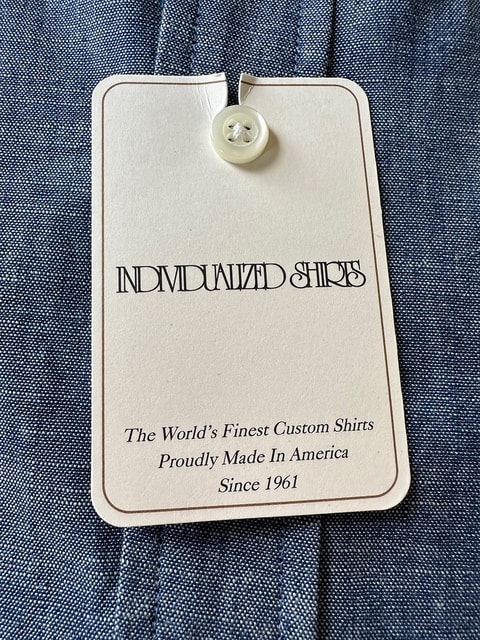 INDIVIDUALIZED SHIRTS
The World's Finest Custom Shirts
Proudly Made In America
Since 1961